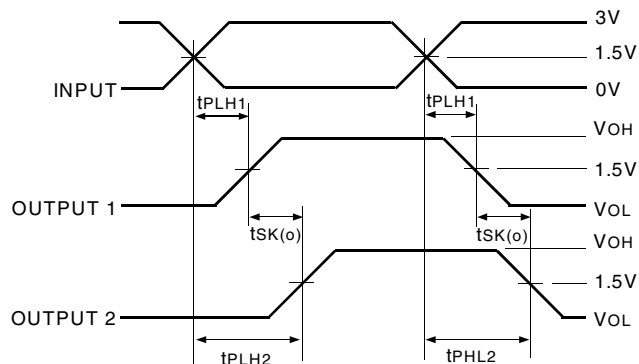 3V
1.5V
INPUT
0V
tPLH1
tPLH1
VOH
1.5V
OUTPUT 1
VOL
tSK(o)
tSK(o)
VOH
1.5V
OUTPUT 2
VOL
tPLH2
tPHL2